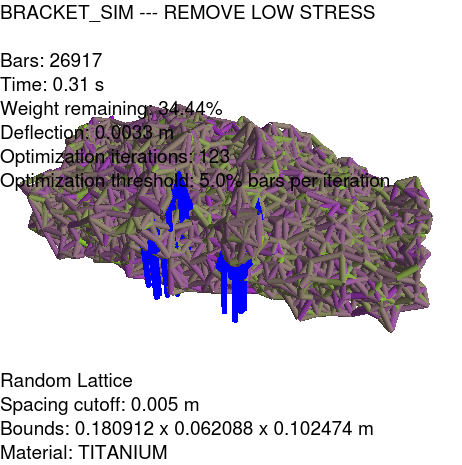 BRACKET_SIM --- REMOVE LOW STRESS
Bars: 26917
Time: 0.31 s
Weight remaining: 34.44%
Deflection: 0.0033 m
Optimization iterations: 123
Optimization threshold: 5.0% bars per iteration
Random Lattice
Spacing cutoff: 0.005 m
Bounds: 0.180912 x 0.062088 x 0.102474 m
Material: TITANIUM